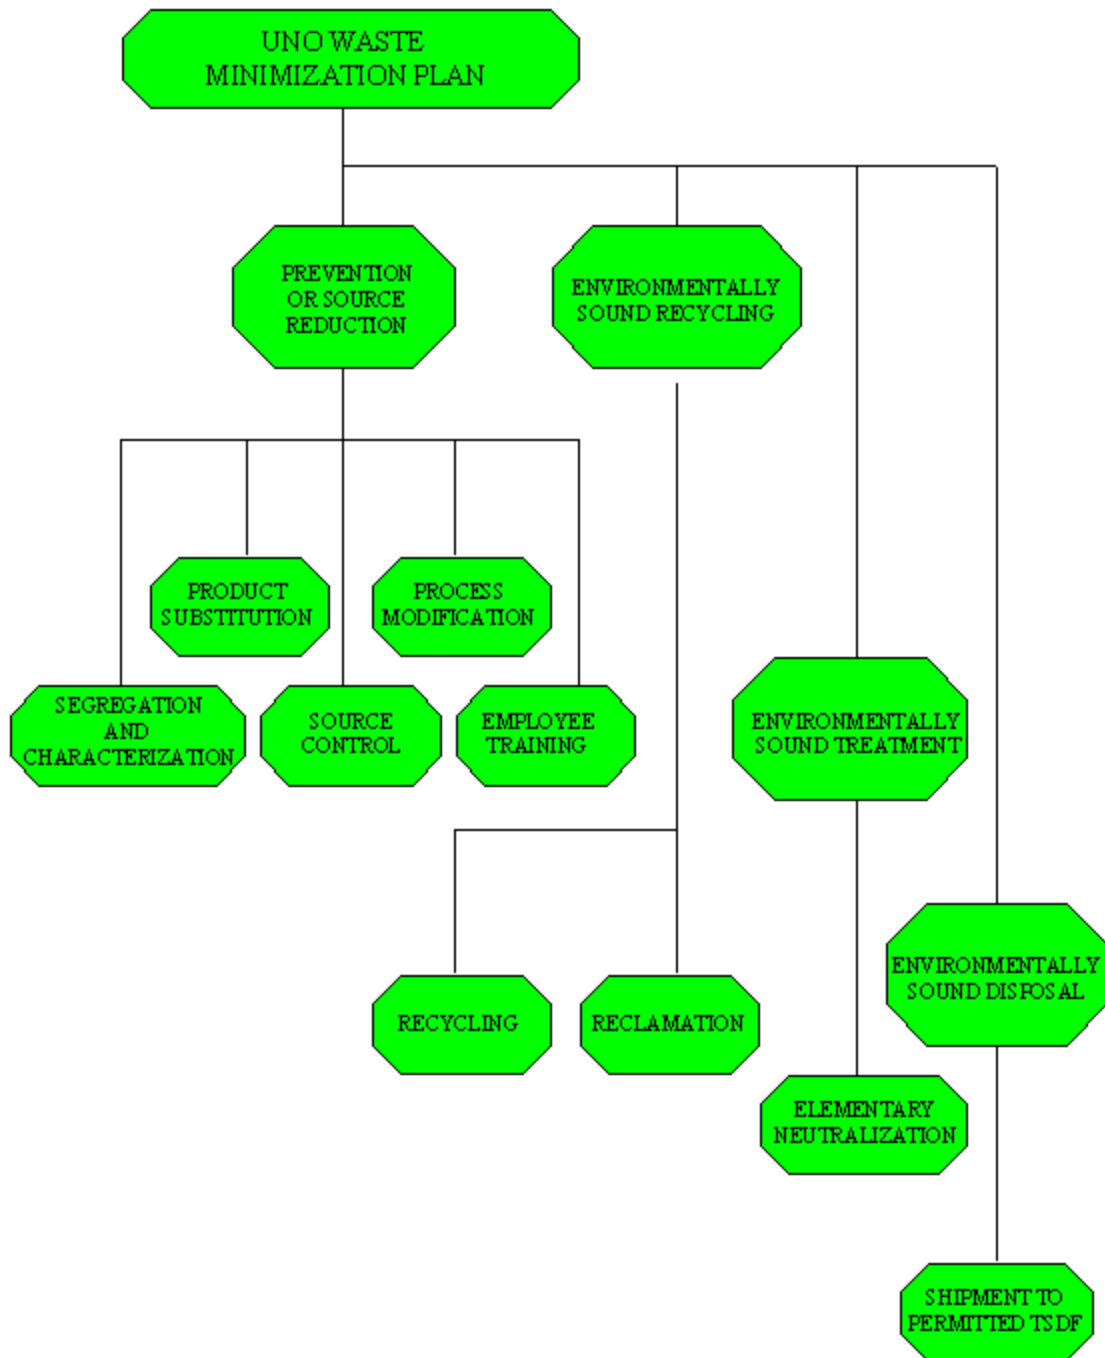 UNO WASTE
MINIMIZATION PLAN
PREVENTION
OR SOURCE
REDUCTION
ENVIRONMENTALLY
SOUND RECYCLING
PRODUCT
SUBSTITUTION
PROCESS
MODIFICATION
SEGREGATION
AND
CHARACTERIZATION
SOURCE
CONTROL
EMPLOYEE
TRAINING
ENVIRONMENTALLY
SOUND TREATMENT
ENVIRONMENTALLY
SOUND DISPOSAL
RECYCLING
RECLAMATION
ELEMENTARY
NEUTRALIZATION
SHIPMENT TO
PERMITTED TSDF